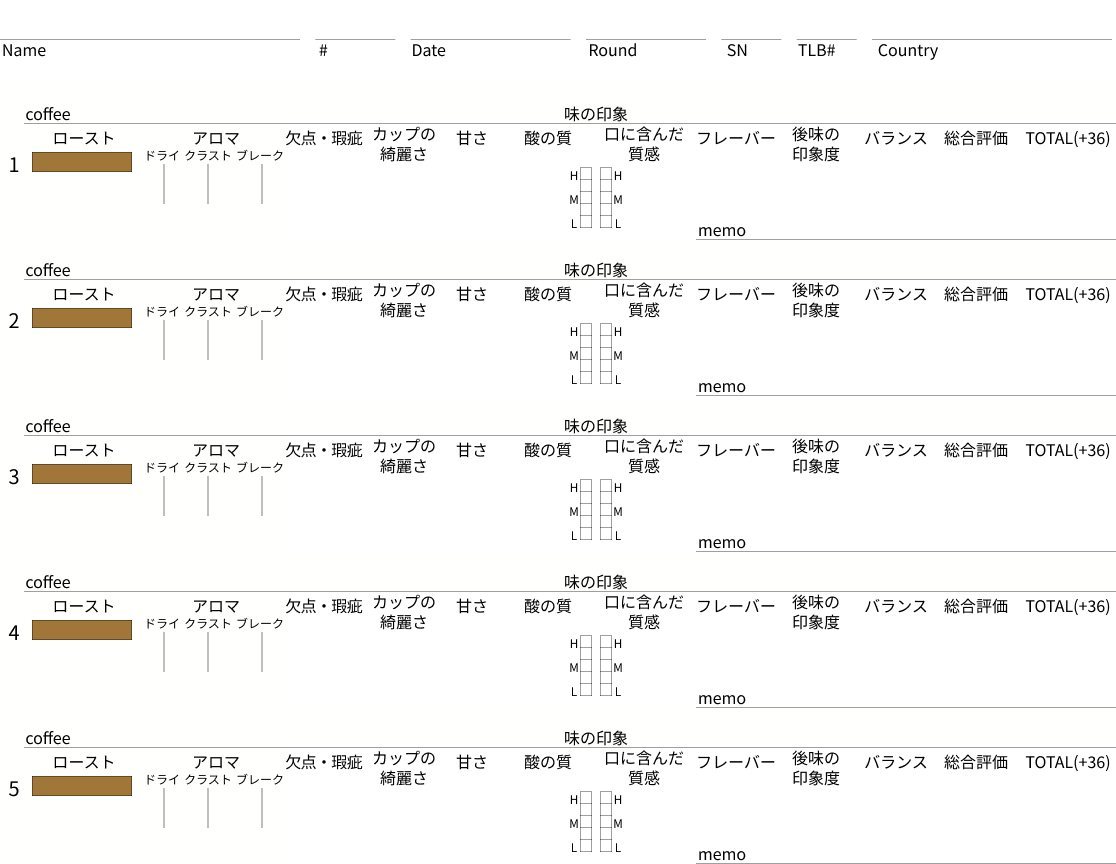 Name # Date Round SN TLB# Country
coffee 味の印象
ロースト アロマ 欠点・瑕疵 カップの綺麗さ 甘さ 酸の質 口に含んだ質感 フレーバー 後味の印象度 バランス 総合評価 TOTAL(+36)
ドライ クラスト ブレーク
1
H H
M M
L L
memo
coffee 味の印象
ロースト アロマ 欠点・瑕疵 カップの綺麗さ 甘さ 酸の質 口に含んだ質感 フレーバー 後味の印象度 バランス 総合評価 TOTAL(+36)
ドライ クラスト ブレーク
2
H H
M M
L L
memo
coffee 味の印象
ロースト アロマ 欠点・瑕疵 カップの綺麗さ 甘さ 酸の質 口に含んだ質感 フレーバー 後味の印象度 バランス 総合評価 TOTAL(+36)
ドライ クラスト ブレーク
3
H H
M M
L L
memo
coffee 味の印象
ロースト アロマ 欠点・瑕疵 カップの綺麗さ 甘さ 酸の質 口に含んだ質感 フレーバー 後味の印象度 バランス 総合評価 TOTAL(+36)
ドライ クラスト ブレーク
4
H H
M M
L L
memo
coffee 味の印象
ロースト アロマ 欠点・瑕疵 カップの綺麗さ 甘さ 酸の質 口に含んだ質感 フレーバー 後味の印象度 バランス 総合評価 TOTAL(+36)
ドライ クラスト ブレーク
5
H H
M M
L L
memo